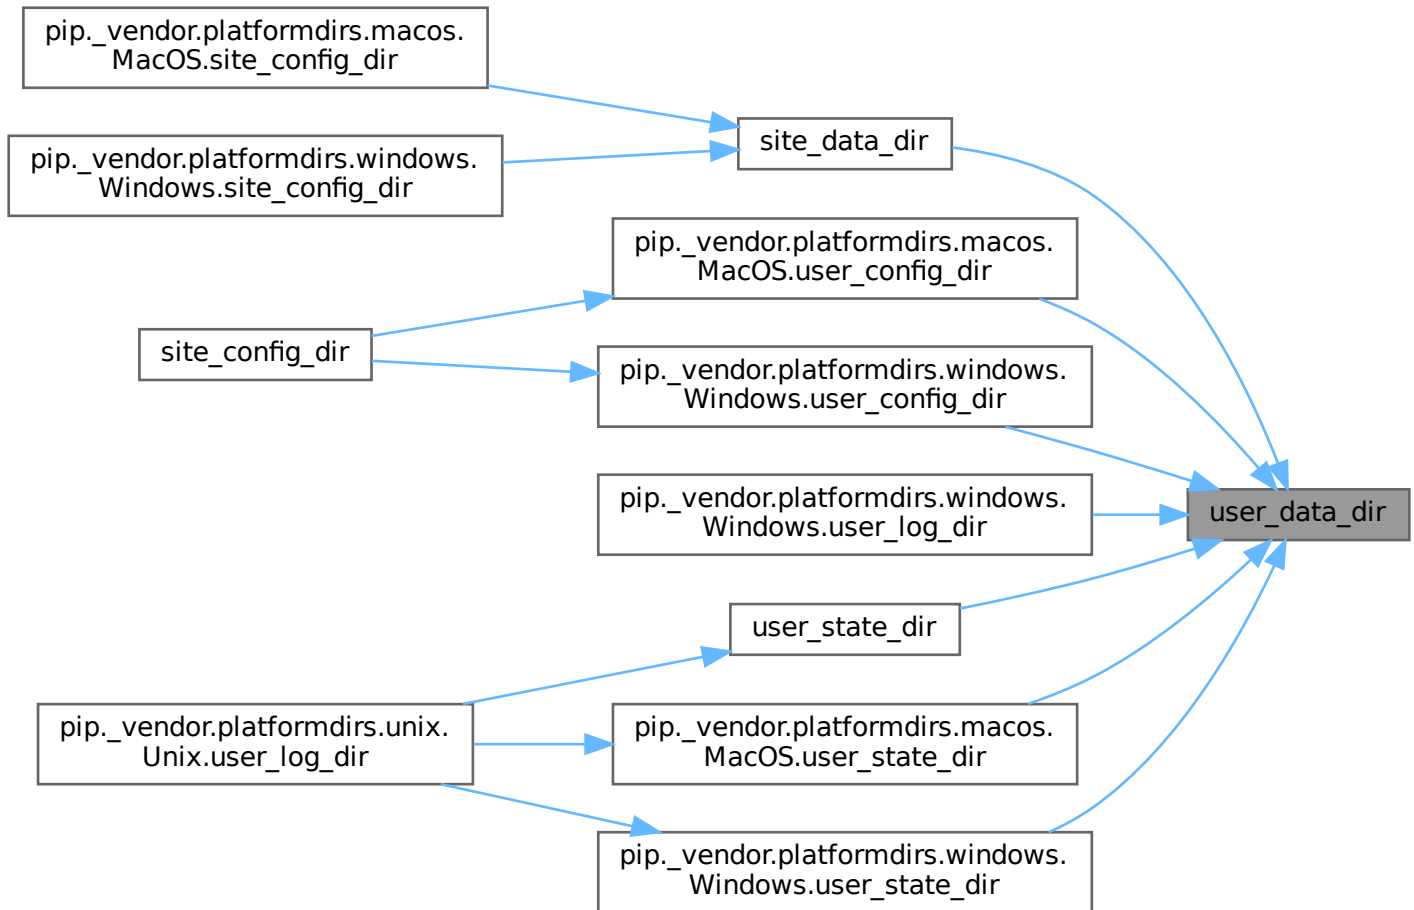 pip._vendor.platformdirs.macos.
MacOS.site_config_dir
site_data_dir
pip._vendor.platformdirs.windows.
Windows.site_config_dir
pip._vendor.platformdirs.macos.
MacOS.user_config_dir
site_config_dir
pip._vendor.platformdirs.windows.
Windows.user_config_dir
pip._vendor.platformdirs.windows.
Windows.user_log_dir
user_data_dir
user_state_dir
pip._vendor.platformdirs.unix.
Unix.user_log_dir
pip._vendor.platformdirs.macos.
MacOS.user_state_dir
pip._vendor.platformdirs.windows.
Windows.user_state_dir